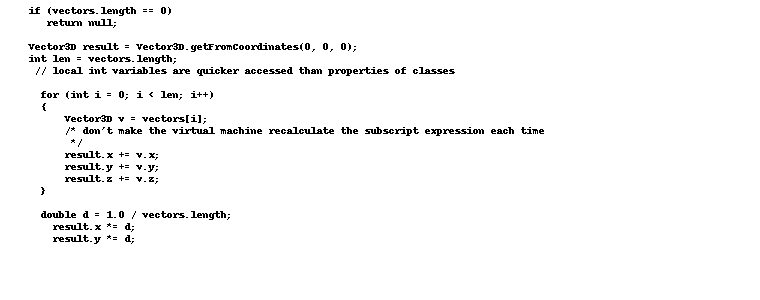 if (vectors.length == 0)
return null;
Vector3D result = Vector3D.getFromCoordinates(0, 0, 0);
int len = vectors.length;
// local int variables are quicker accessed than properties of classes
for (int i = 0; i < len; i++)
{
Vector3D v = vectors[i];
/* don't make the virtual machine recalculate the subscript expression each time
*/
result.x += v.x;
result.y += v.y;
result.z += v.z;
}
double d = 1.0 / vectors.length;
result.x *= d;
result.y *= d;